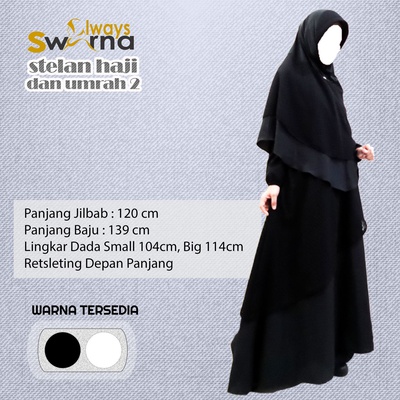 Always
Swarna
stelan haji
dan umrah 2
Panjang Jilbab : 120 cm
Panjang Baju : 139 cm
Lingkar Dada Small 104cm, Big 114cm
Retsleting Depan Panjang
WARNA TERSEDIA